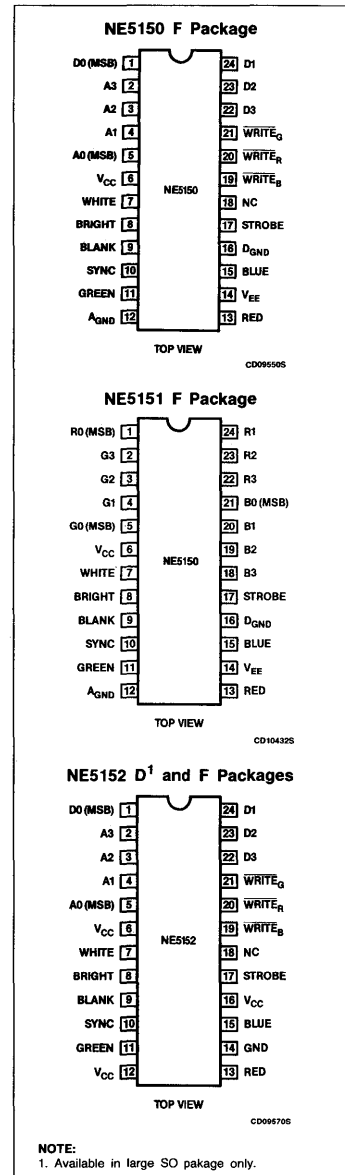 NE5150 F Package
D0 (MSB) 1 24 D1
A3 2 23 D2
A2 3 22 D3
A1 4 21 WRITEG
A0 (MSB) 5 20 WRITER
VCC 6 NE5150 19 WRITEB
WHITE 7 18 NC
BRIGHT 8 17 STROBE
BLANK 9 16 DGND
SYNC 10 15 BLUE
GREEN 11 14 VEE
AGND 12 13 RED
TOP VIEW
CD09550S
NE5151 F Package
R0 (MSB) 1 24 R1
G3 2 23 R2
G2 3 22 R3
G1 4 21 B0 (MSB)
G0 (MSB) 5 20 B1
VCC 6 NE5150 19 B2
WHITE 7 18 B3
BRIGHT 8 17 STROBE
BLANK 9 16 DGND
SYNC 10 15 BLUE
GREEN 11 14 VEE
AGND 12 13 RED
TOP VIEW
CD10432S
NE5152 D1 and F Packages
D0 (MSB) 1 24 D1
A3 2 23 D2
A2 3 22 D3
A1 4 21 WRITEG
A0 (MSB) 5 20 WRITER
VCC 6 NE5152 19 WRITEB
WHITE 7 18 NC
BRIGHT 8 17 STROBE
BLANK 9 16 VCC
SYNC 10 15 BLUE
GREEN 11 14 GND
VCC 12 13 RED
TOP VIEW
CD09570S
NOTE:
1. Available in large SO pakage only.